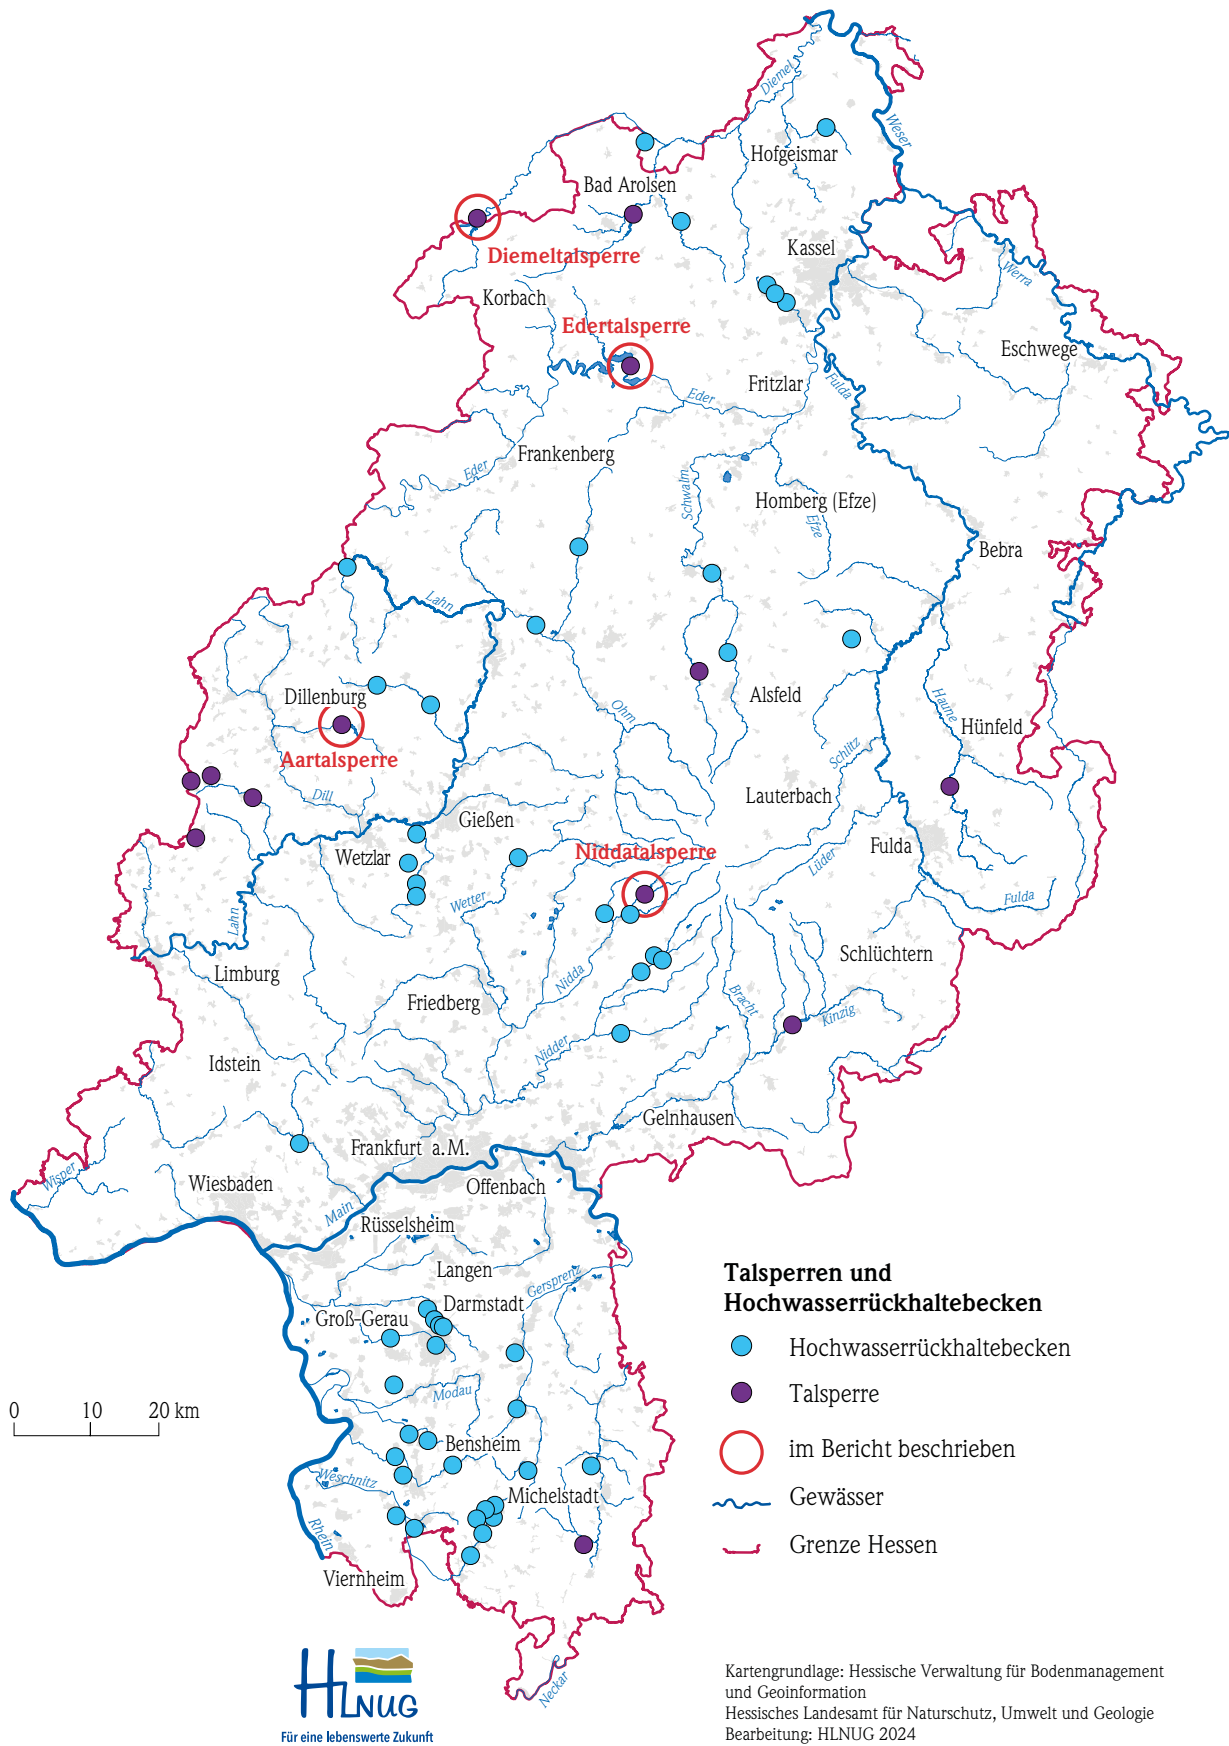 Diemel
Weser
Hofgeismar
Bad Arolsen
Diemeltalsperre
Kassel
Werra
Korbach
Edertalsperre
Eschwege
Fritzlar
Fulda
Eder
Frankenberg
Eder
Schwalm
Homberg (Efze)
Efze
Bebra
Lahn
Dillenburg
Alsfeld
Ohm
Haune
Hünfeld
Aartalsperre
Schlitz
Dill
Lauterbach
Gießen
Wetzlar
Niddatalsperre
Fulda
Lüder
Wetter
Fulda
Lahn
Schlüchtern
Limburg
Nidda
Friedberg
Bracht
Kinzig
Nidder
Idstein
Gelnhausen
Frankfurt a.M.
Wisper
Wiesbaden
Offenbach
Main
Rüsselsheim
Langen
Gersprenz
Darmstadt
Groß-Gerau
Modau
0 10 20 km
Bensheim
Weschnitz
Michelstadt
Rhein
Viernheim
Neckar
Talsperren und
Hochwasserrückhaltebecken
Hochwasserrückhaltebecken
Talsperre
im Bericht beschrieben
Gewässer
Grenze Hessen
HLNUG
Für eine lebenswerte Zukunft
Kartengrundlage: Hessische Verwaltung für Bodenmanagement
und Geoinformation
Hessisches Landesamt für Naturschutz, Umwelt und Geologie
Bearbeitung: HLNUG 2024